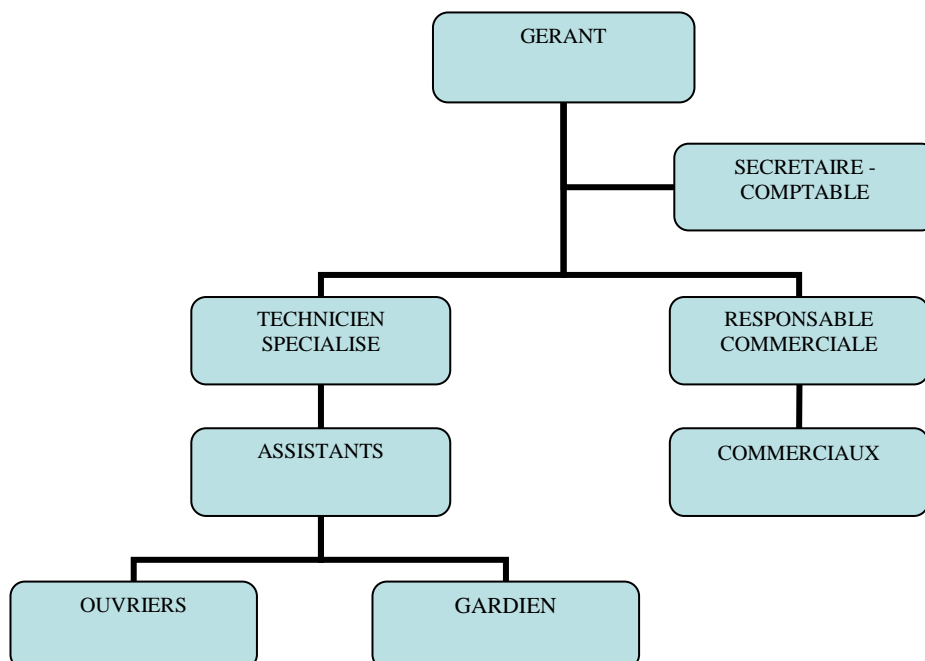 GERANT
SECRETAIRE -
COMPTABLE
TECHNICIEN
SPECIALISE
RESPONSABLE
COMMERCIALE
ASSISTANTS
COMMERCIAUX
OUVRIERS
GARDIEN